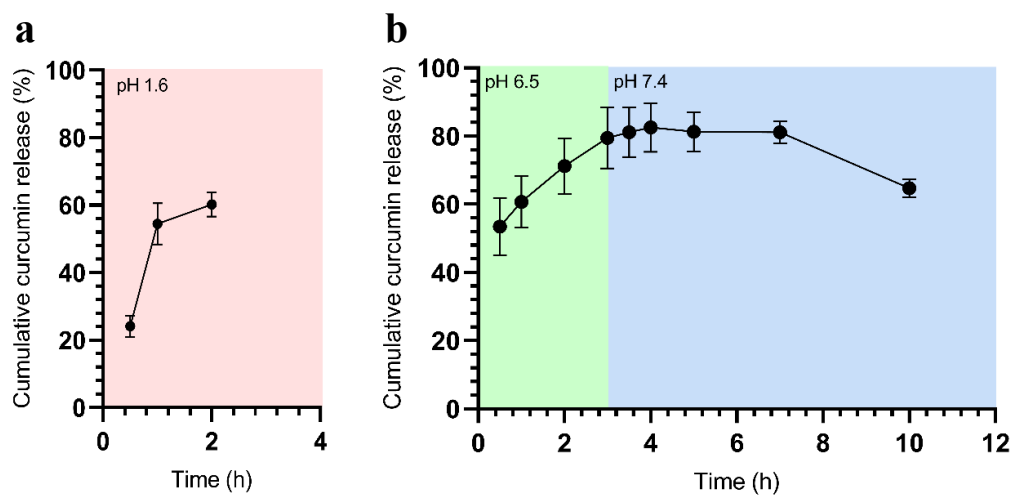 a
Cumulative curcumin release (%)
100
80
60
40
20
0
pH 1.6
0 2 4
Time (h)
b
Cumulative curcumin release (%)
100
80
60
40
20
0
pH 6.5 pH 7.4
0 2 4 6 8 10 12
Time (h)